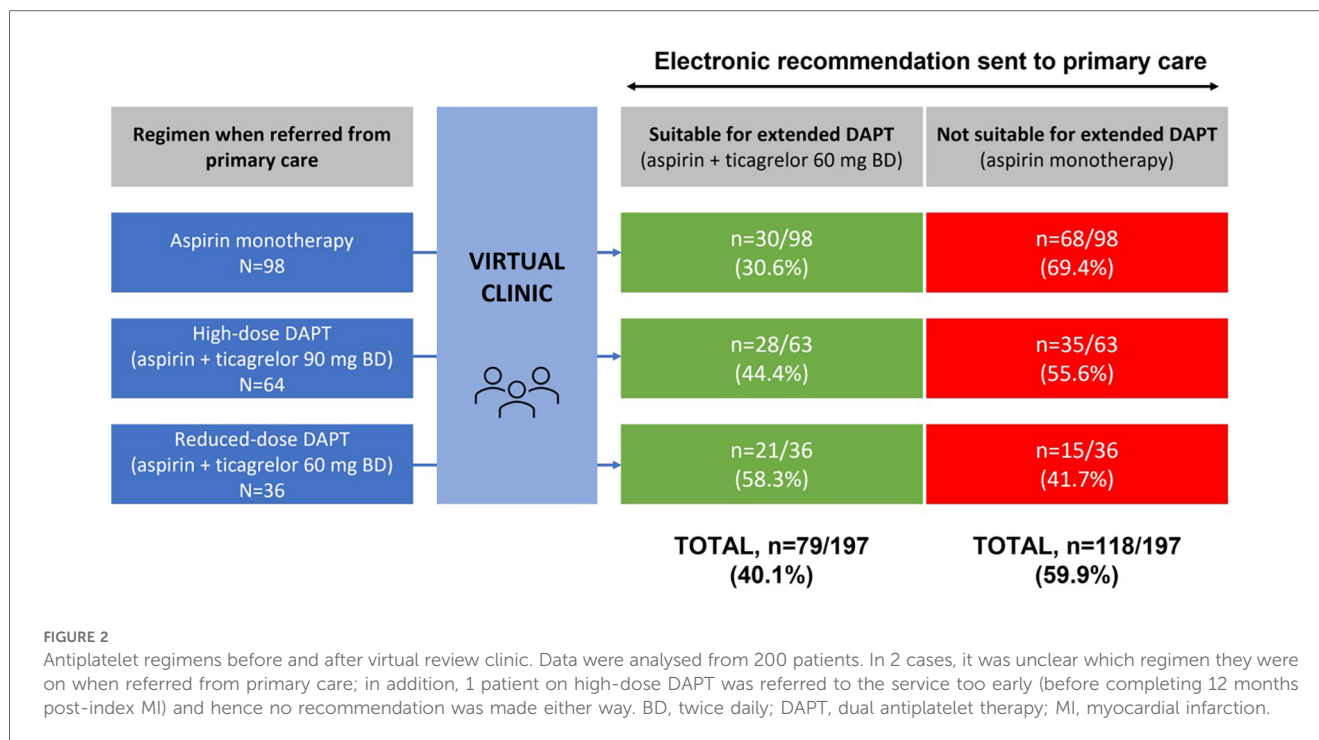 Electronic recommendation sent to primary care
Regimen when referred from
primary care
Suitable for extended DAPT
(aspirin + ticagrelor 60 mg BD)
Not suitable for extended DAPT
(aspirin monotherapy)
VIRTUAL
CLINIC
Aspirin monotherapy
N=98
n=30/98
(30.6%)
n=68/98
(69.4%)
High-dose DAPT
(aspirin + ticagrelor 90 mg BD)
N=64
n=28/63
(44.4%)
n=35/63
(55.6%)
Reduced-dose DAPT
(aspirin + ticagrelor 60 mg BD)
N=36
n=21/36
(58.3%)
n=15/36
(41.7%)
TOTAL, n=79/197
(40.1%)
TOTAL, n=118/197
(59.9%)
FIGURE 2
Antiplatelet regimens before and after virtual review clinic. Data were analysed from 200 patients. In 2 cases, it was unclear which regimen they were
on when referred from primary care; in addition, 1 patient on high-dose DAPT was referred to the service too early (before completing 12 months
post-index MI) and hence no recommendation was made either way. BD, twice daily; DAPT, dual antiplatelet therapy; MI, myocardial infarction.